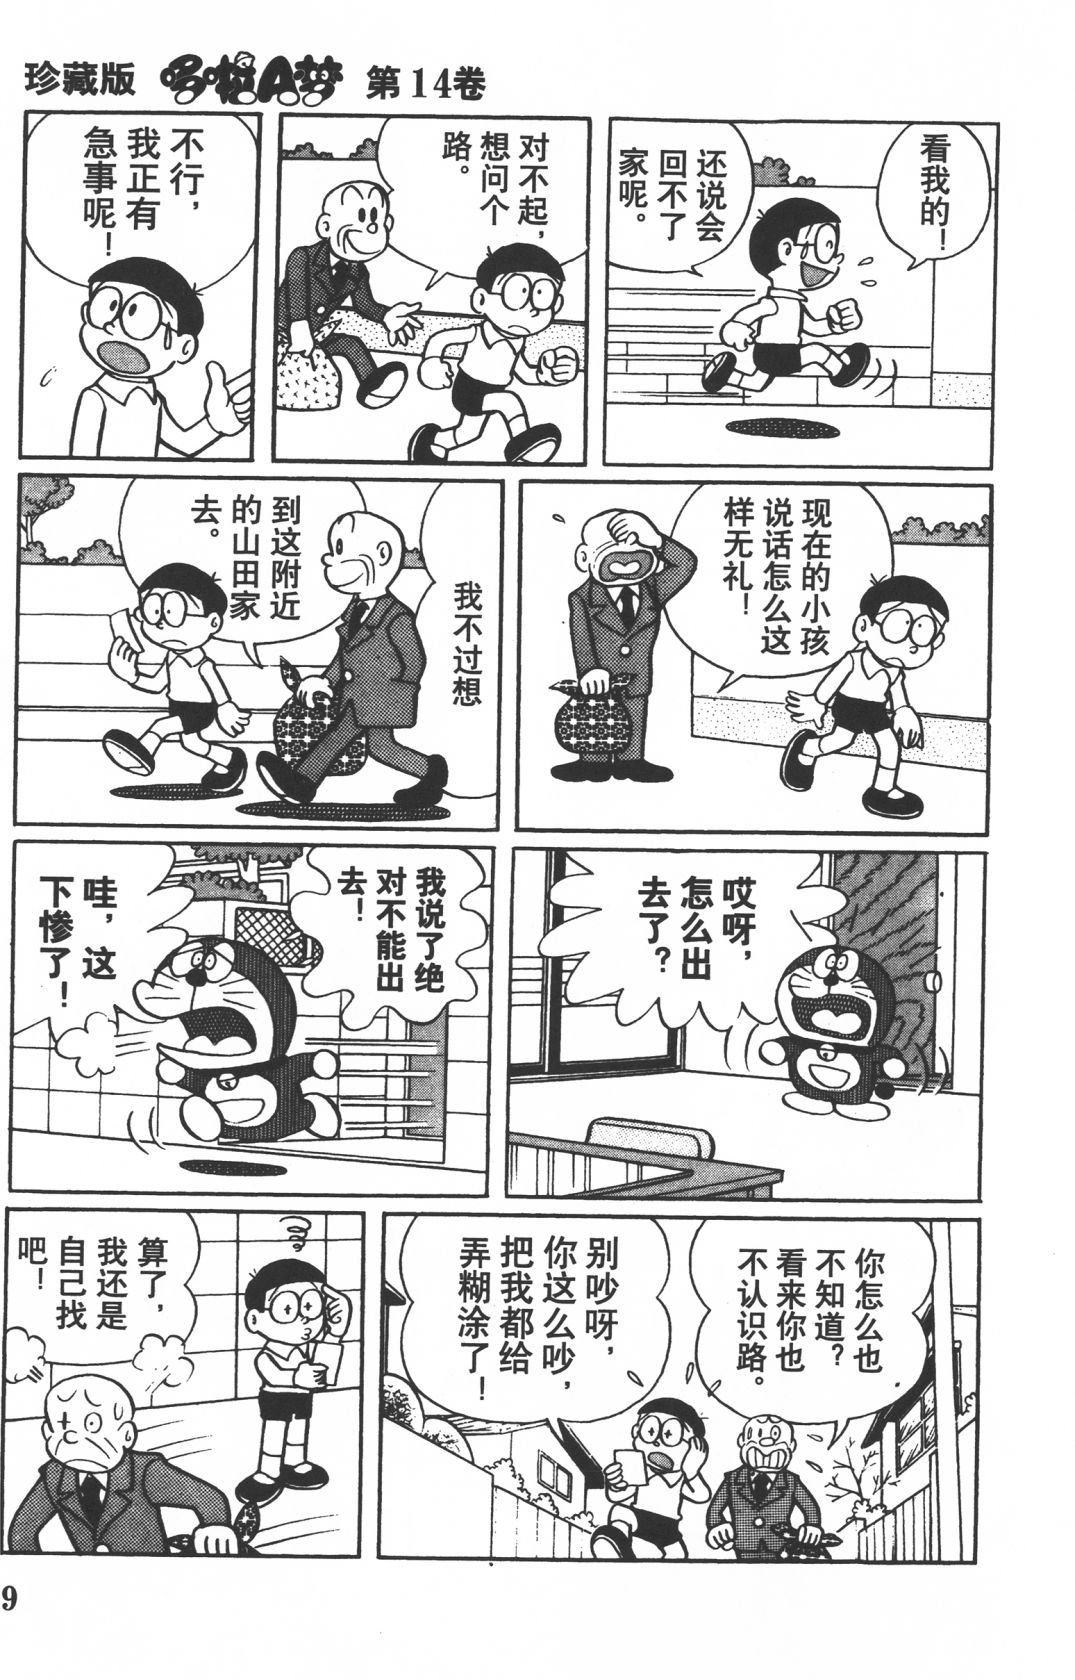 珍藏版 哆啦A梦 第14卷
看我的！
还说会
回不了
家呢。
对不起，
想问个
路。
不行，
我正有
急事呢！
现在的小孩
说话怎么这
样无礼！
我不过想
到这附近
的山田家
去。
哎呀，
怎么出
去了？
我说了绝
对不能出
去！
哇，这
下惨了！
你怎么也
不知道？
看来你也
不认识路。
别吵呀，
你这么吵，
把我都给
弄糊涂了！
算了，
我还是
自己找
吧！
9